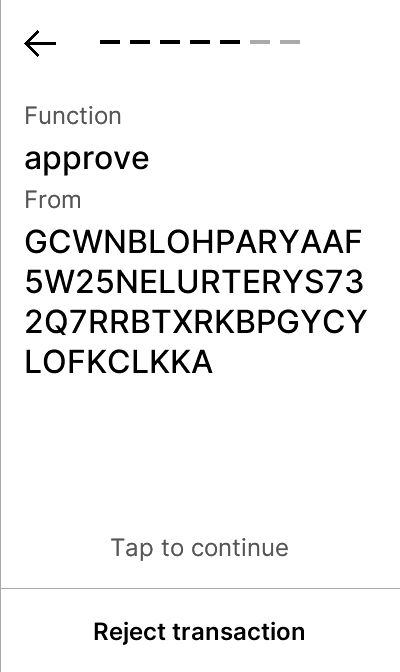 Function
approve
From
GCWNBLOHPARYAAF
5W25NELURTERYS73
2Q7RRBTXRKBPGYCY
LOFKCLKKA
Tap to continue
Reject transaction